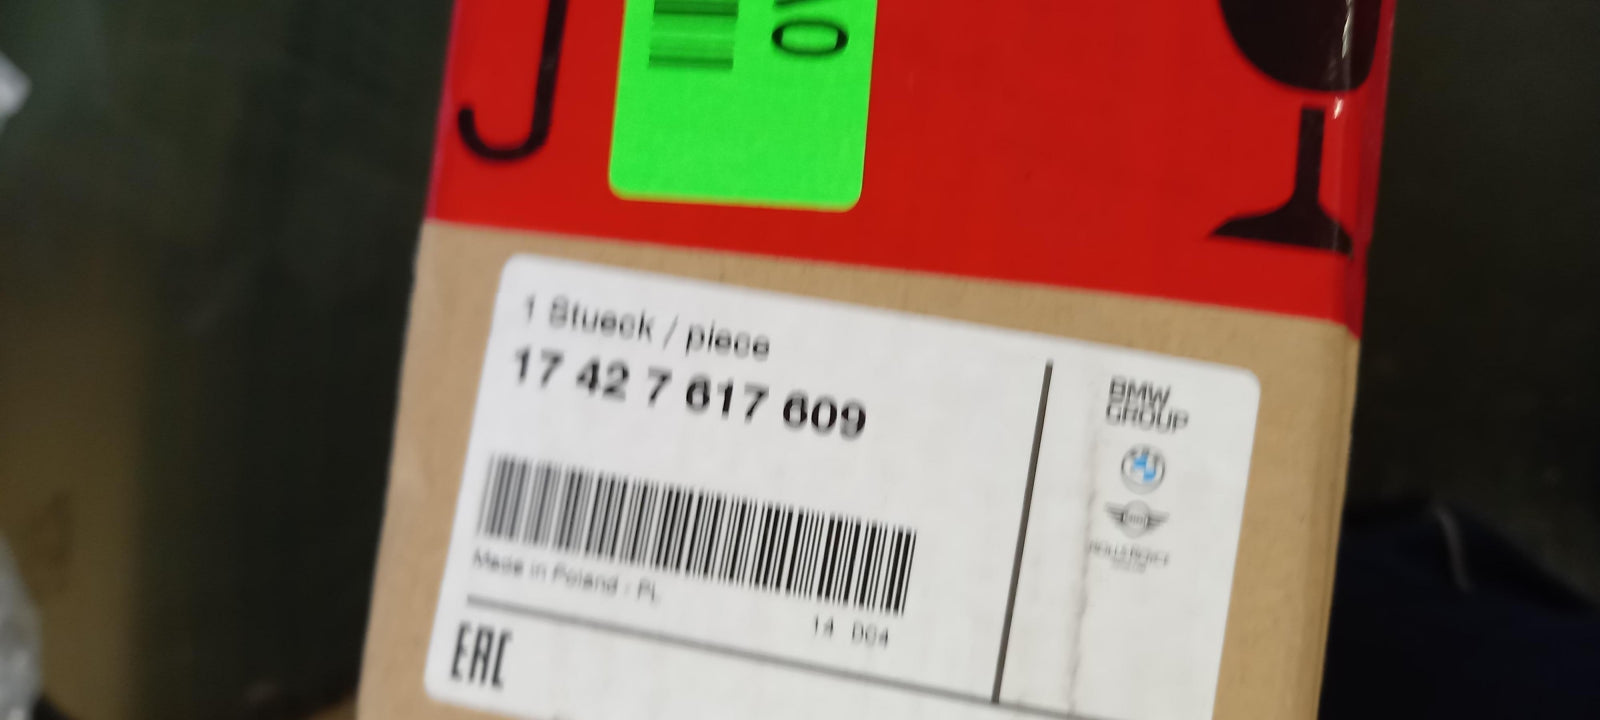 1 Stueck / piece
17 42 7 617 609
Made in Poland - PL
14 D04
EAC
BMW
GROUP